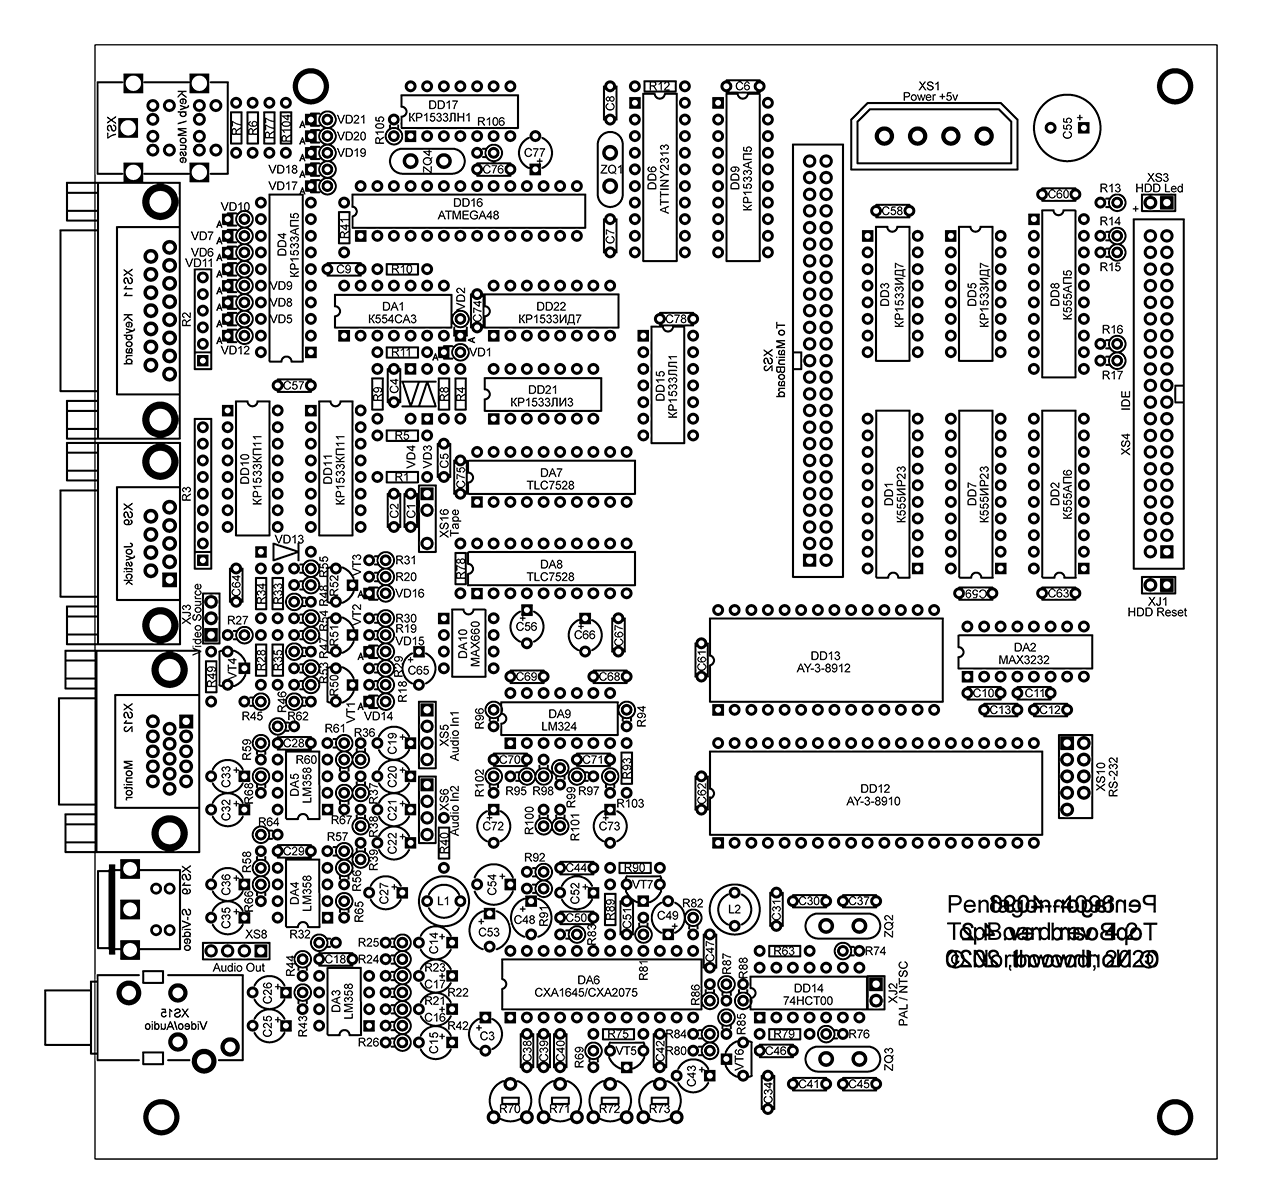 XS7
Keyb
Mouse
R7
R6
R77
R104
A
VD21
VD20
VD19
VD18
VD17
R105
DD17
КР1533ЛН1
R106
ZQ4
C76
C77
+
C8
ZQ1
C7
R12
DD6
ATTINY2313
C6
DD9
КР1533АП5
XS1
Power +5v
C55
+
DD16
ATMEGA48
R41
VD10
VD7
VD6
VD11
VD9
VD8
VD5
VD12
DD4
КР1533АП5
C9
R10
DA1
К554САЗ
VD2
C74
DD22
КР1533ИД7
C78
DD15
КР1533ЛЛ1
XS2
To MainBoard
C58
DD3
КР1533ИД7
DD5
КР1533ИД7
C60
DD8
К555АП5
R13
XS3
HDD Led
+
R14
R15
R16
R17
XS4
IDE
XS11
Keyboard
R2
R11
VD1
C57
R9
C4
R8
R4
DD21
КР1533ЛИ3
DD10
КР1533КП11
DD11
КР1533КП11
R5
VD4
VD3
C5
R1
C75
DA7
TLC7528
C2
C1
XS16
Tape
DD1
К555ИР23
DD7
К555ИР23
DD2
К555АП6
XS9
Joystick
R3
VD13
R78
DA8
TLC7528
C64
R34
R33
R55
R48
R52
VT3
R31
R20
VD16
C59
C63
XJ1
HDD Reset
XJ3
Video Source
R27
R54
R47
R51
VT2
R30
R19
VD15
R29
R18
VD14
C65
DA10
MAX660
C56
C66
C67
C61
DD13
AY-3-8912
DA2
MAX3232
C10
C11
C13
C12
R49
VT4
R28
R35
R53
R50
VT1
R46
R45
R62
C69
C68
R96
DA9
LM324
R94
XS5
Audio In1
XS12
Monitor
R59
C28
R60
R61
R36
C19
C20
C33
R68
DA5
LM358
R37
C32
R67
R38
C21
C22
XS6
Audio In2
R40
C70
R102
R95
R98
R99
R97
C71
R93
R103
C72
R100
R101
C73
C62
DD12
AY-3-8910
XS10
RS-232
R64
R58
C29
R57
R56
R39
C36
R66
DA4
LM358
R65
C27
C35
L1
C54
R92
C44
C52
C48
R91
C50
C53
R83
R90
VT7
R89
C51
C49
R82
L2
C31
C30
C37
ZQ2
XS19
S-Video
XS8
Audio Out
R32
C18
R44
R43
DA3
LM358
R25
R24
C14
R23
C17
R22
R21
C16
R42
C15
R26
C3
C26
C25
XS15
Video/Audio
DA6
CXA1645/CXA2075
R81
R86
C47
R87
R88
R85
R63
DD14
74HCT00
R74
XJ2
PAL / NTSC
R84
R80
R79
R76
C46
ZQ3
C41
C45
C34
C43
VT6
C38
C39
C40
R69
R75
VT5
C42
R70
R71
R72
R73